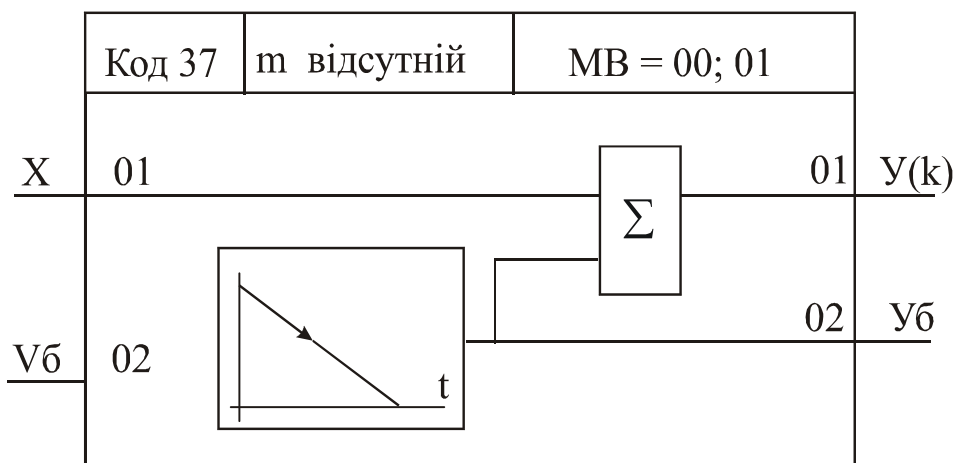 Код 37 m відсутній МВ = 00; 01
X 01 01 У(k)
Σ
02 Уб
Vб 02
t